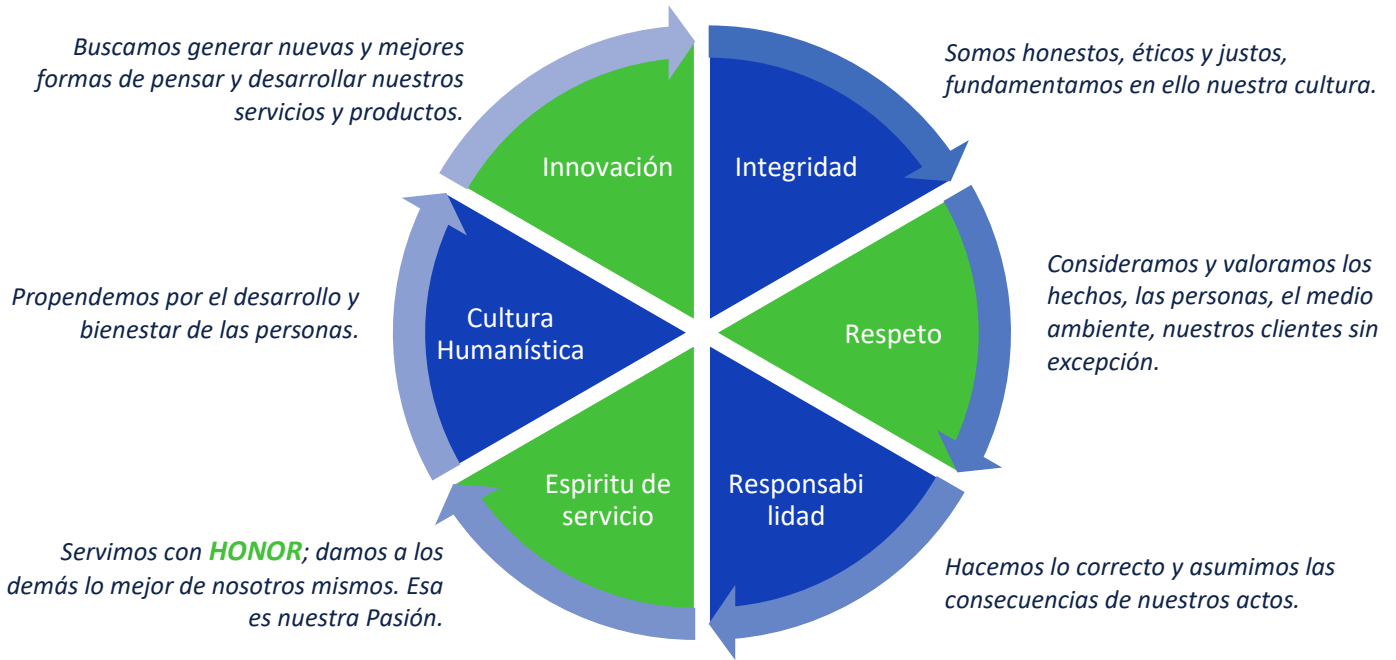 Buscamos generar nuevas y mejores
formas de pensar y desarrollar nuestros
servicios y productos.
Somos honestos, éticos y justos,
fundamentamos en ello nuestra cultura.
Innovación
Integridad
Propendemos por el desarrollo y
bienestar de las personas.
Cultura
Humanística
Respeto
Consideramos y valoramos los
hechos, las personas, el medio
ambiente, nuestros clientes sin
excepción.
Espiritu de
servicio
Responsabi
lidad
Servimos con HONOR; damos a los
demás lo mejor de nosotros mismos. Esa
es nuestra Pasión.
Hacemos lo correcto y asumimos las
consecuencias de nuestros actos.